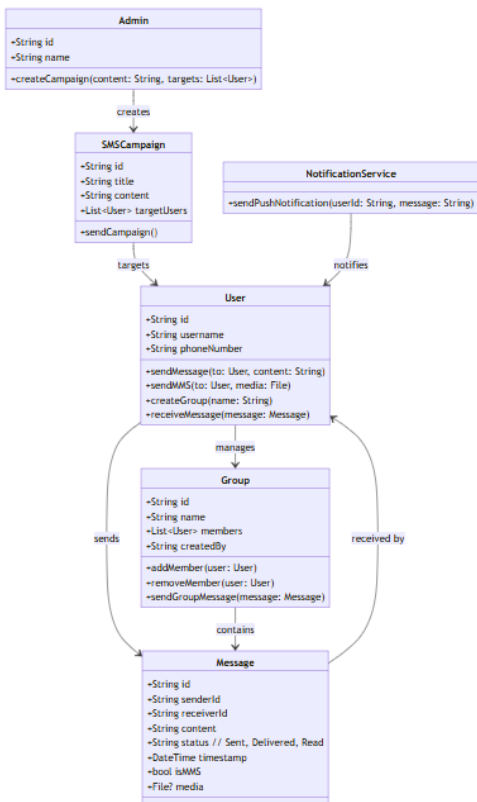 Admin
+String id
+String name
+createCampaign(content: String, targets: List<User>)
creates
SMSCampaign
+String id
+String title
+String content
+List<User> targetUsers
+sendCampaign()
NotificationService
+sendPushNotification(userId: String, message: String)
targets
notifies
User
+String id
+String username
+String phoneNumber
+sendMessage(to: User, content: String)
+sendMMS(to: User, media: File)
+createGroup(name: String)
+receiveMessage(message: Message)
manages
Group
+String id
+String name
+List<User> members
+String createdBy
+addMember(user: User)
+removeMember(user: User)
+sendGroupMessage(message: Message)
sends
received by
contains
Message
+String id
+String senderId
+String receiverId
+String content
+String status // Sent, Delivered, Read
+DateTime timestamp
+bool isMMS
+File? media